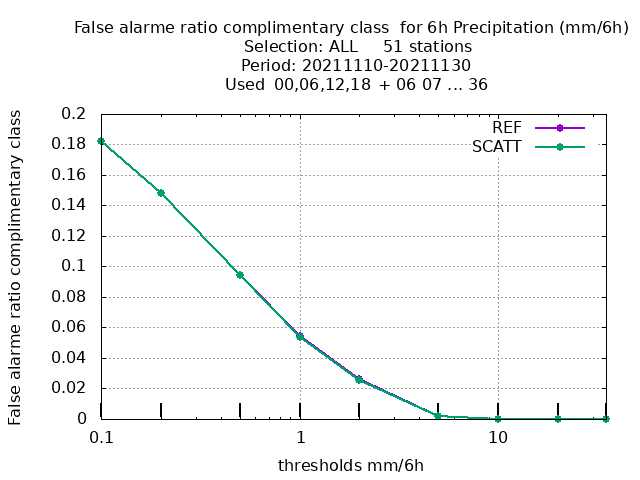 False alarme ratio complimentary class  for 6h Precipitation (mm/6h)
Selection: ALL     51 stations
Period: 20211110-20211130
Used  00,06,12,18  + 06 07 ... 36
False alarme ratio complimentary class
0.2
0.18
0.16
0.14
0.12
0.1
0.08
0.06
0.04
0.02
0
REF
SCATT
0.1
1
10
thresholds mm/6h